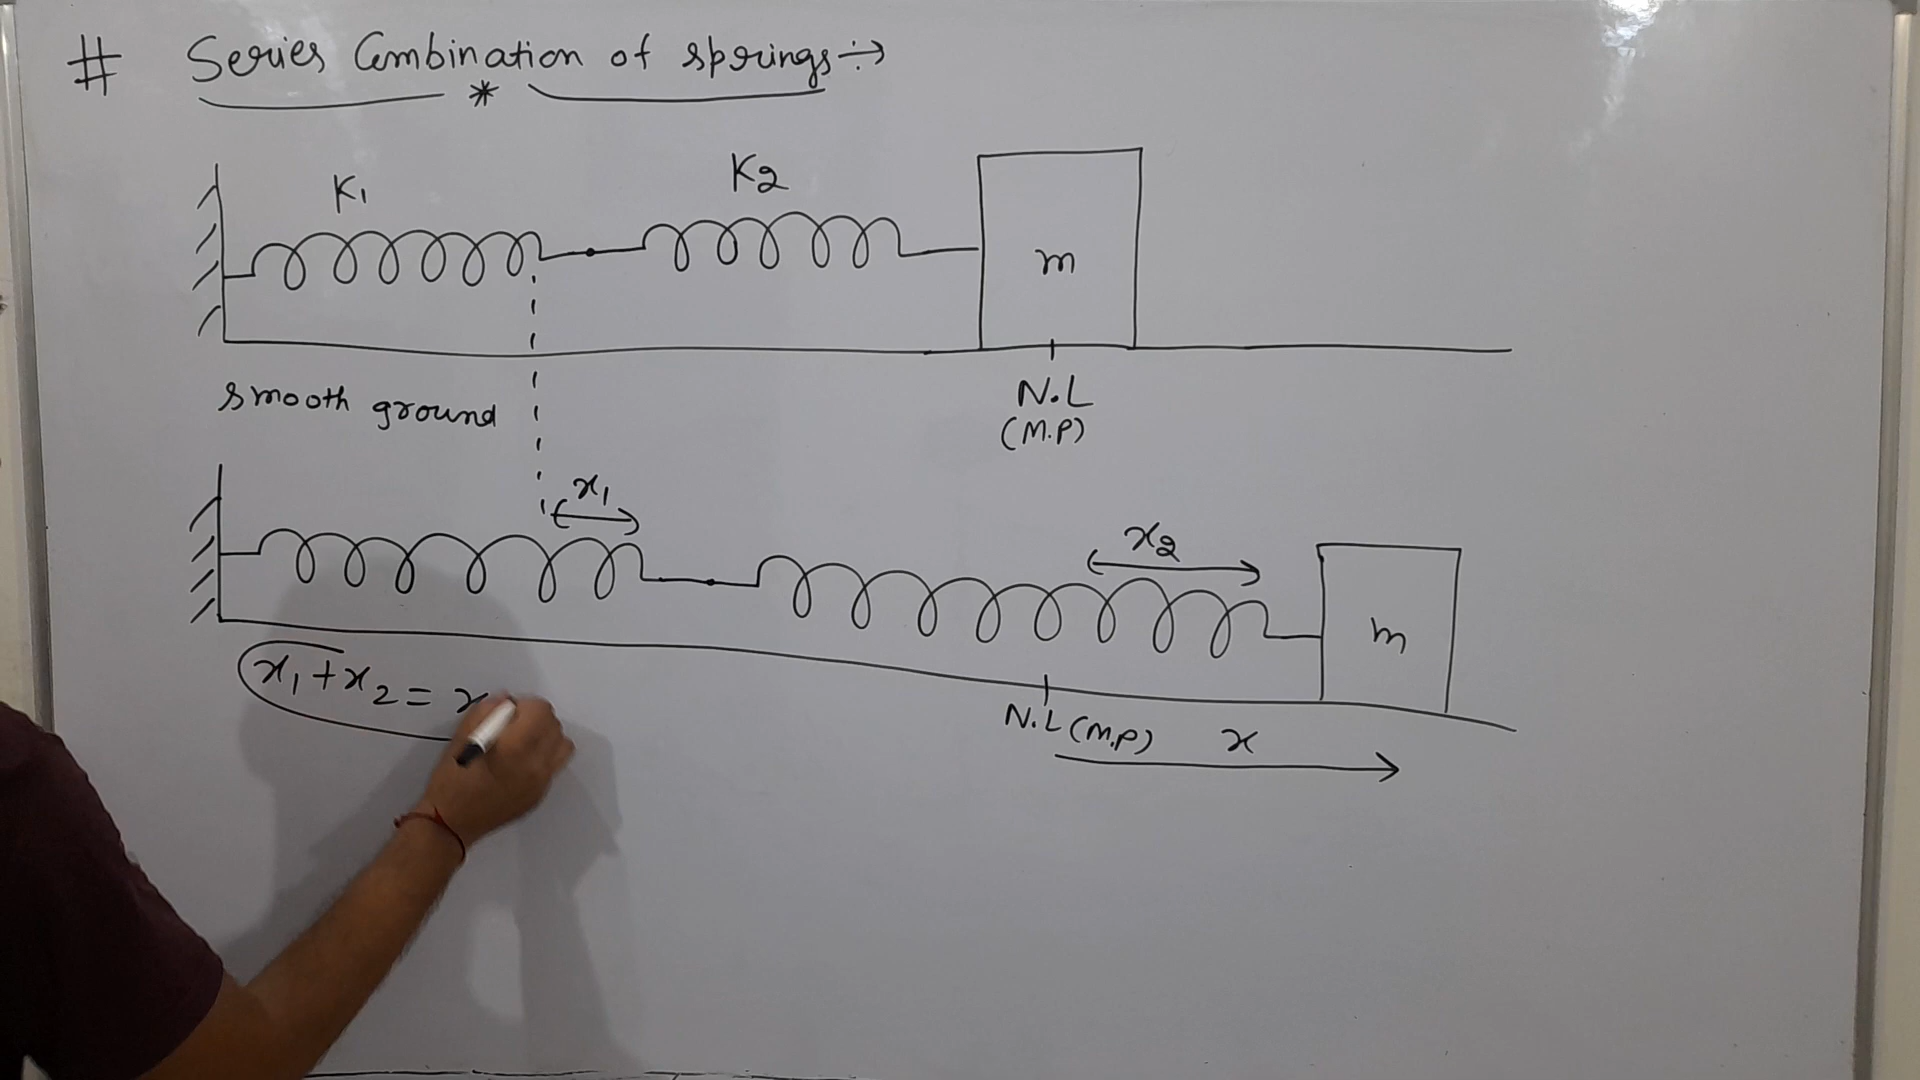 # Series Combination of springs÷→
*
K₁
K₂
m
smooth ground
N.L
(M.P)
x₁
x₂
m
x₁+x₂=x
N.L(M.P)
x